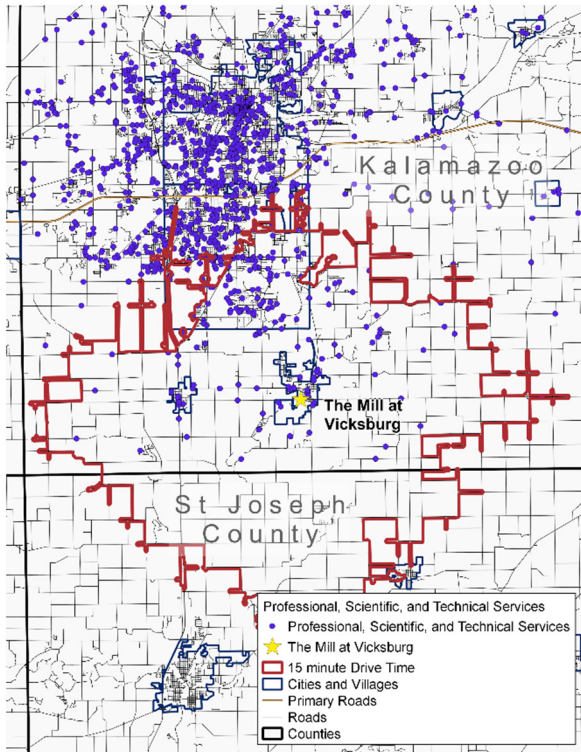 Kalamazoo
County
The Mill at
Vicksburg
St Joseph
County
Professional, Scientific, and Technical Services
Professional, Scientific, and Technical Services
The Mill at Vicksburg
15 minute Drive Time
Cities and Villages
Primary Roads
Roads
Counties